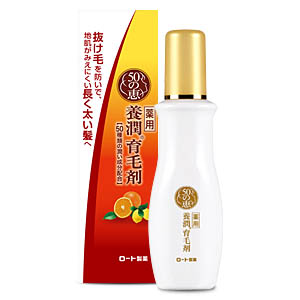 抜け毛を防いで、
地肌がみえにくい長く太い髪へ
50の恵
薬用
養潤育毛剤
【50種類の潤い成分配合】
ロート製薬
50の恵
薬用
養潤育毛剤
ロート製薬